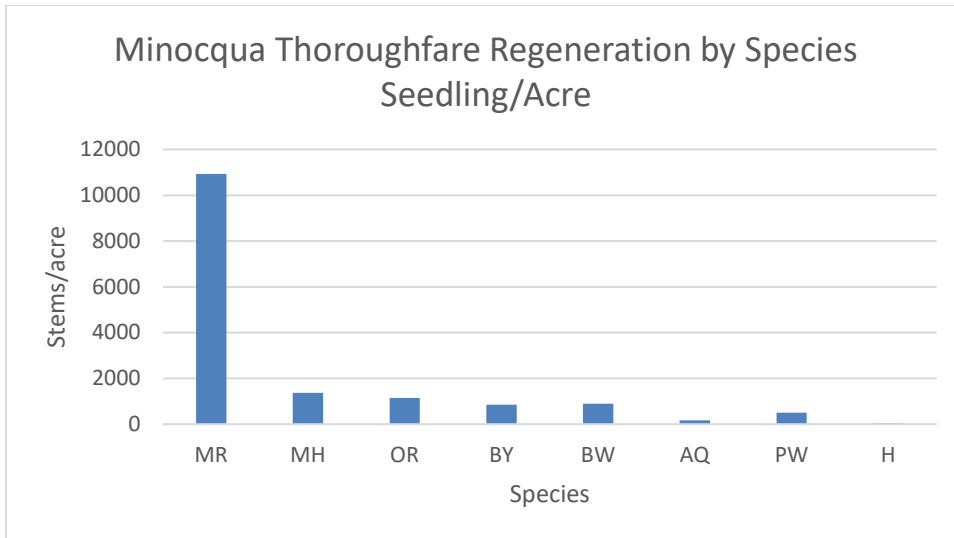 Minocqua Thoroughfare Regeneration by Species
Seedling/Acre
12000
10000
8000
6000
4000
2000
0
Stems/acre
MR MH OR BY BW AQ PW H
Species